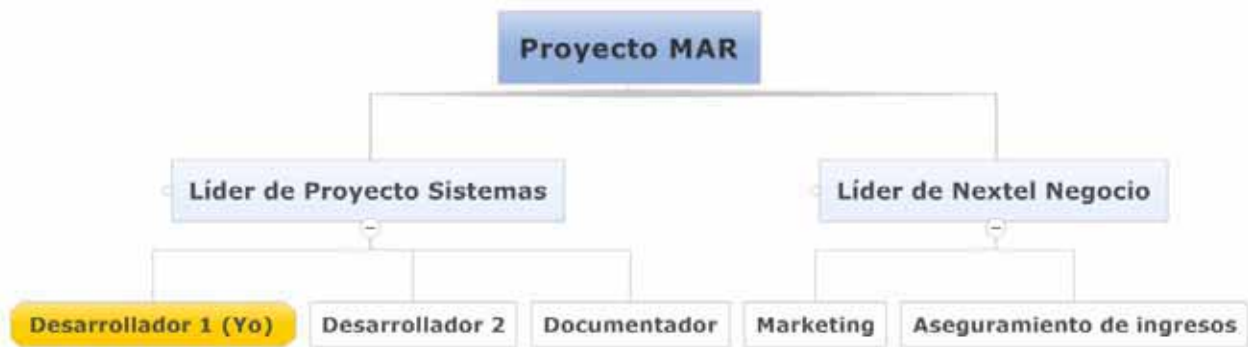 Proyecto MAR
Líder de Proyecto Sistemas
Líder de Nextel Negocio
Desarrollador 1 (Yo)
Desarrollador 2
Documentador
Marketing
Aseguramiento de ingresos